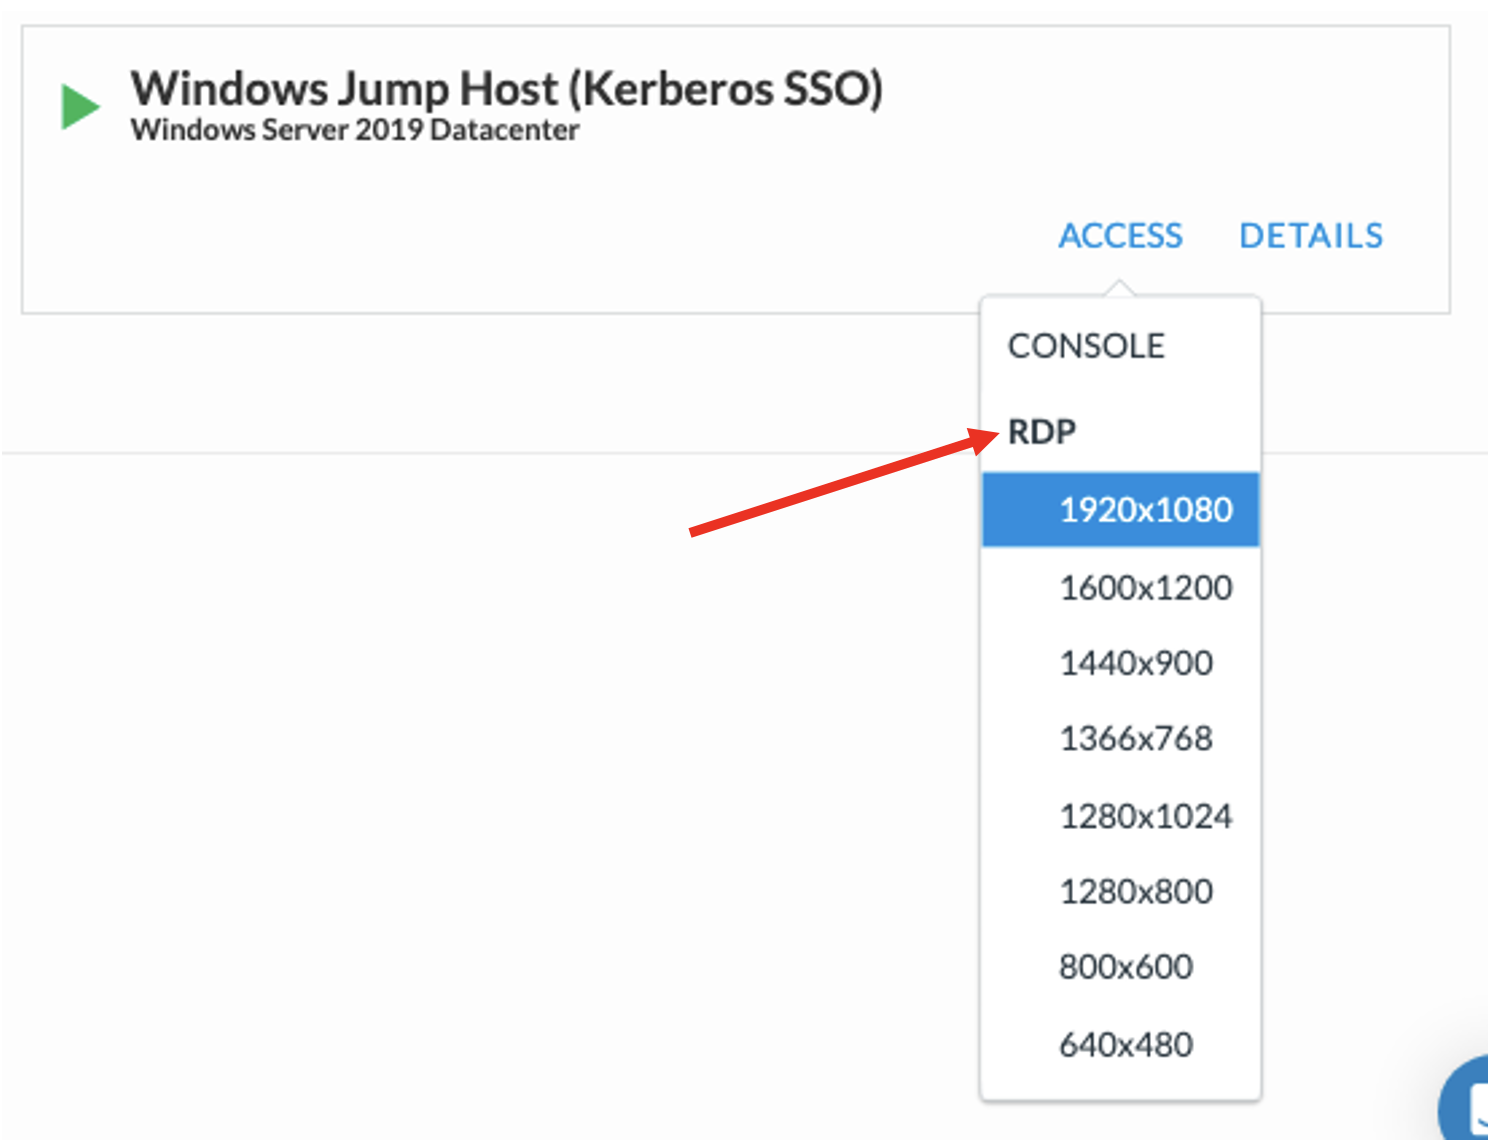 Windows Jump Host (Kerberos SSO)
Windows Server 2019 Datacenter
ACCESS DETAILS
CONSOLE
RDP
1920x1080
1600x1200
1440x900
1366x768
1280x1024
1280x800
800x600
640x480